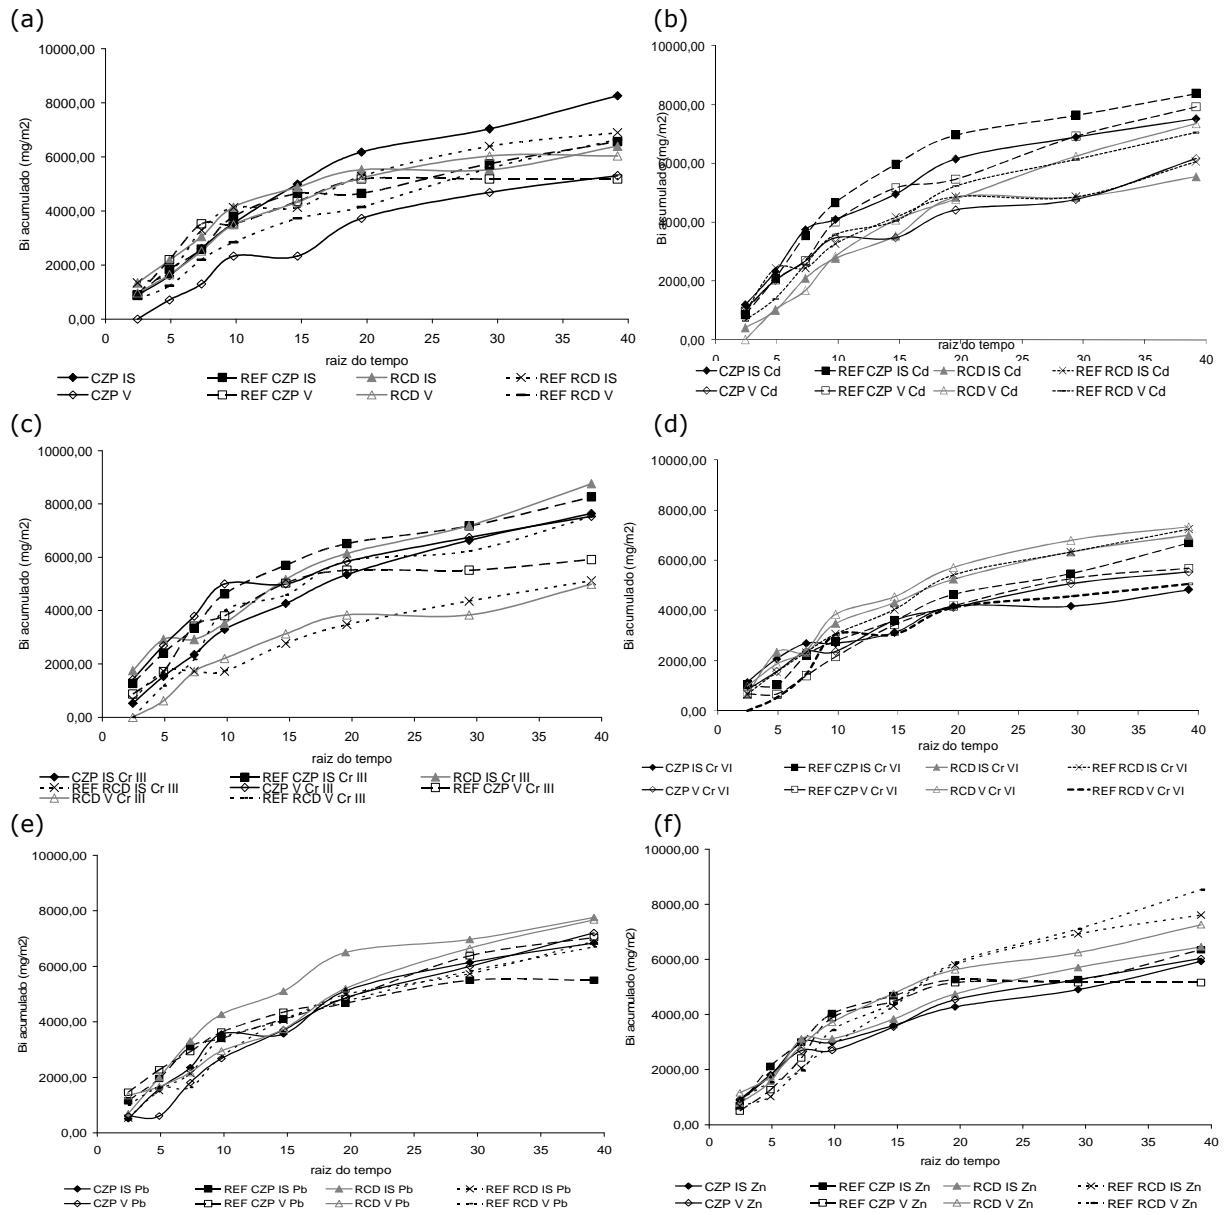 (a)
10000,00
8000,00
6000,00
4000,00
2000,00
0,00
Bi acumulado (mg/m2)
0 5 10 15 20 25 30 35 40
raiz do tempo
CZP IS REF CZP IS RCD IS REF RCD IS
CZP V REF CZP V RCD V REF RCD V
(b)
10000,00
8000,00
6000,00
4000,00
2000,00
0,00
Bi acumulado (mg/m2)
raiz do tempo
0 5 10 15 20 25 30 35 40
CZP IS Cd REF CZP IS Cd RCD IS Cd REF RCD IS Cd
CZP V Cd REF CZP V Cd RCD V Cd REF RCD V Cd
(c)
10000,00
8000,00
6000,00
4000,00
2000,00
0,00
Bi acumulado (mg/m2)
0 5 10 15 20 25 30 35 40
raiz do tempo
CZP IS Cr III REF CZP IS Cr III RCD IS Cr III
REF RCD IS Cr III CZP V Cr III REF CZP V Cr III
RCD V Cr III REF RCD V Cr III
(d)
10000,00
8000,00
6000,00
4000,00
2000,00
0,00
Bi acumulado (mg/m2)
0 5 10 15 20 25 30 35 40
raiz do tempo
CZP IS Cr VI REF CZP IS Cr VI RCD IS Cr VI REF RCD IS Cr VI
CZP V Cr VI REF CZP V Cr VI RCD V Cr VI REF RCD V Cr VI
(e)
10000,00
8000,00
6000,00
4000,00
2000,00
0,00
Bi acumulado (mg/m2)
0 5 10 15 20 25 30 35 40
raiz do tempo
CZP IS Pb REF CZP IS Pb RCD IS Pb REF RCD IS Pb
CZP V Pb REF CZP V Pb RCD V Pb REF RCD V Pb
(f)
10000,00
8000,00
6000,00
4000,00
2000,00
0,00
Bi acumulado (mg/m2)
0 5 10 15 20 25 30 35 40
raiz do tempo
CZP IS Zn REF CZP IS Zn RCD IS Zn REF RCD IS Zn
CZP V Zn REF CZP V Zn RCD V Zn REF RCD V Zn